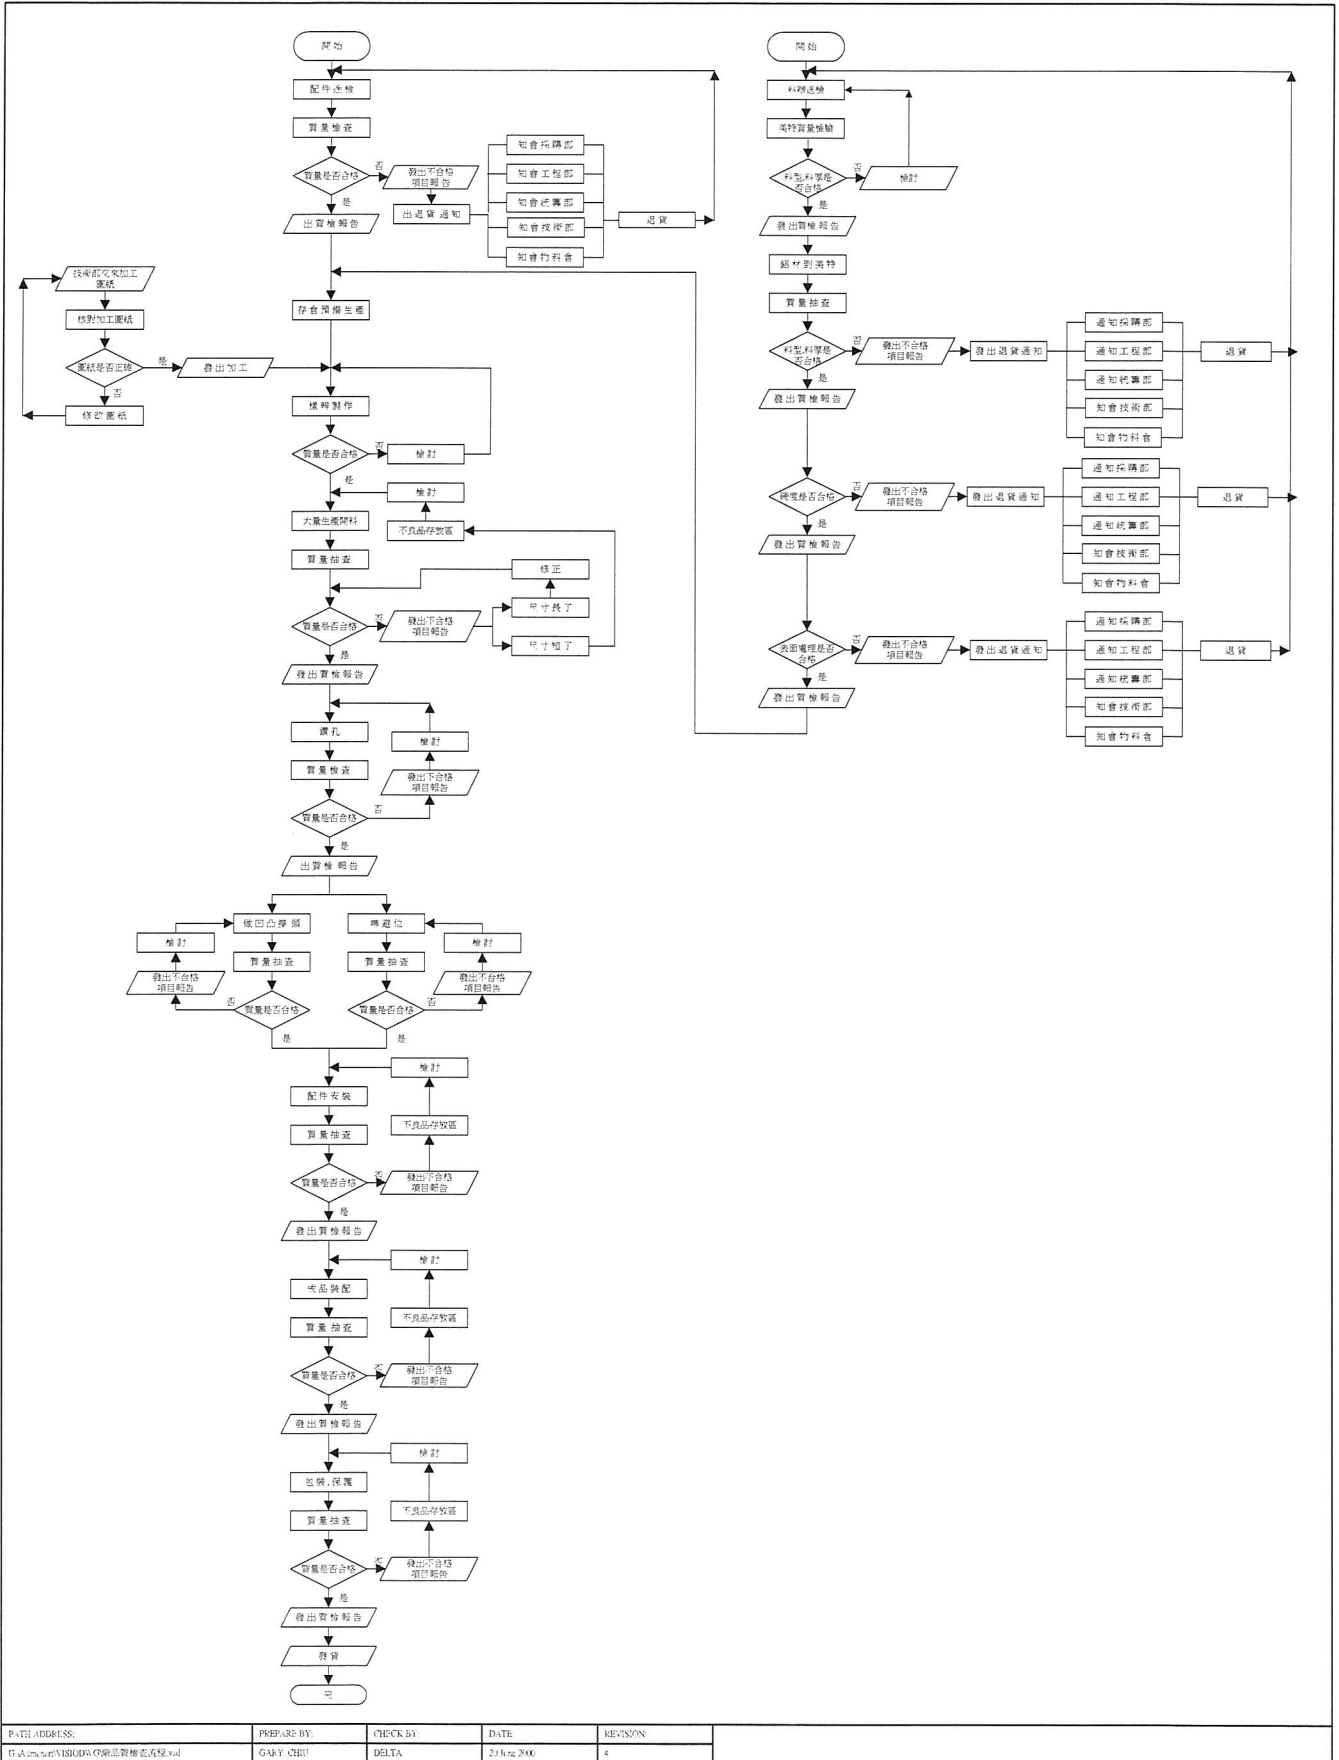 開始
配件送檢
質量檢查
質量是否合格
否
發出不合格
項目報告
是
出退貨通知
出質檢報告
知會採購部
知會工程部
知會統籌部
知會技術部
知會物料倉
退貨
技術部交來加工
圖紙
核對加工圖紙
圖紙是否正確
是
發出加工
否
修改圖紙
存倉預備生產
樣辦製作
質量是否合格
否
檢討
是
檢討
大量生產開料
不良品存放區
質量抽查
修正
尺寸長了
質量是否合格
否
發出不合格
項目報告
尺寸短了
是
發出質檢報告
鑽孔
檢討
質量檢查
發出不合格
項目報告
質量是否合格
否
是
出質檢報告
做凹凸接頭
檢討
質量抽查
發出不合格
項目報告
否
質量是否合格
是
避位
檢討
質量抽查
發出不合格
項目報告
質量是否合格
否
是
檢討
配件安裝
不良品存放區
質量抽查
質量是否合格
否
發出不合格
項目報告
是
發出質檢報告
檢討
成品裝配
不良品存放區
質量抽查
質量是否合格
否
發出不合格
項目報告
是
發出質檢報告
檢討
包裝.保護
不良品存放區
質量抽查
質量是否合格
否
發出不合格
項目報告
是
發出質檢報告
發貨
完
開始
料辦送檢
美特質量檢驗
料型,料厚是
否合格
否
檢討
是
發出質檢報告
鋁材到美特
質量抽查
料型,料厚是
否合格
否
發出不合格
項目報告
發出退貨通知
是
發出質檢報告
通知採購部
通知工程部
通知統籌部
知會技術部
知會物料倉
退貨
硬度是否合格
否
發出不合格
項目報告
發出退貨通知
是
發出質檢報告
通知採購部
通知工程部
通知統籌部
知會技術部
知會物料倉
退貨
表面處理是否
合格
否
發出不合格
項目報告
發出退貨通知
是
發出質檢報告
通知採購部
通知工程部
通知統籌部
知會技術部
知會物料倉
退貨
PATH ADDRESS:
PREPARE BY:
CHECK BY:
DATE
REVISION:
GARY CHIU
DELTA
20 June 2000
4